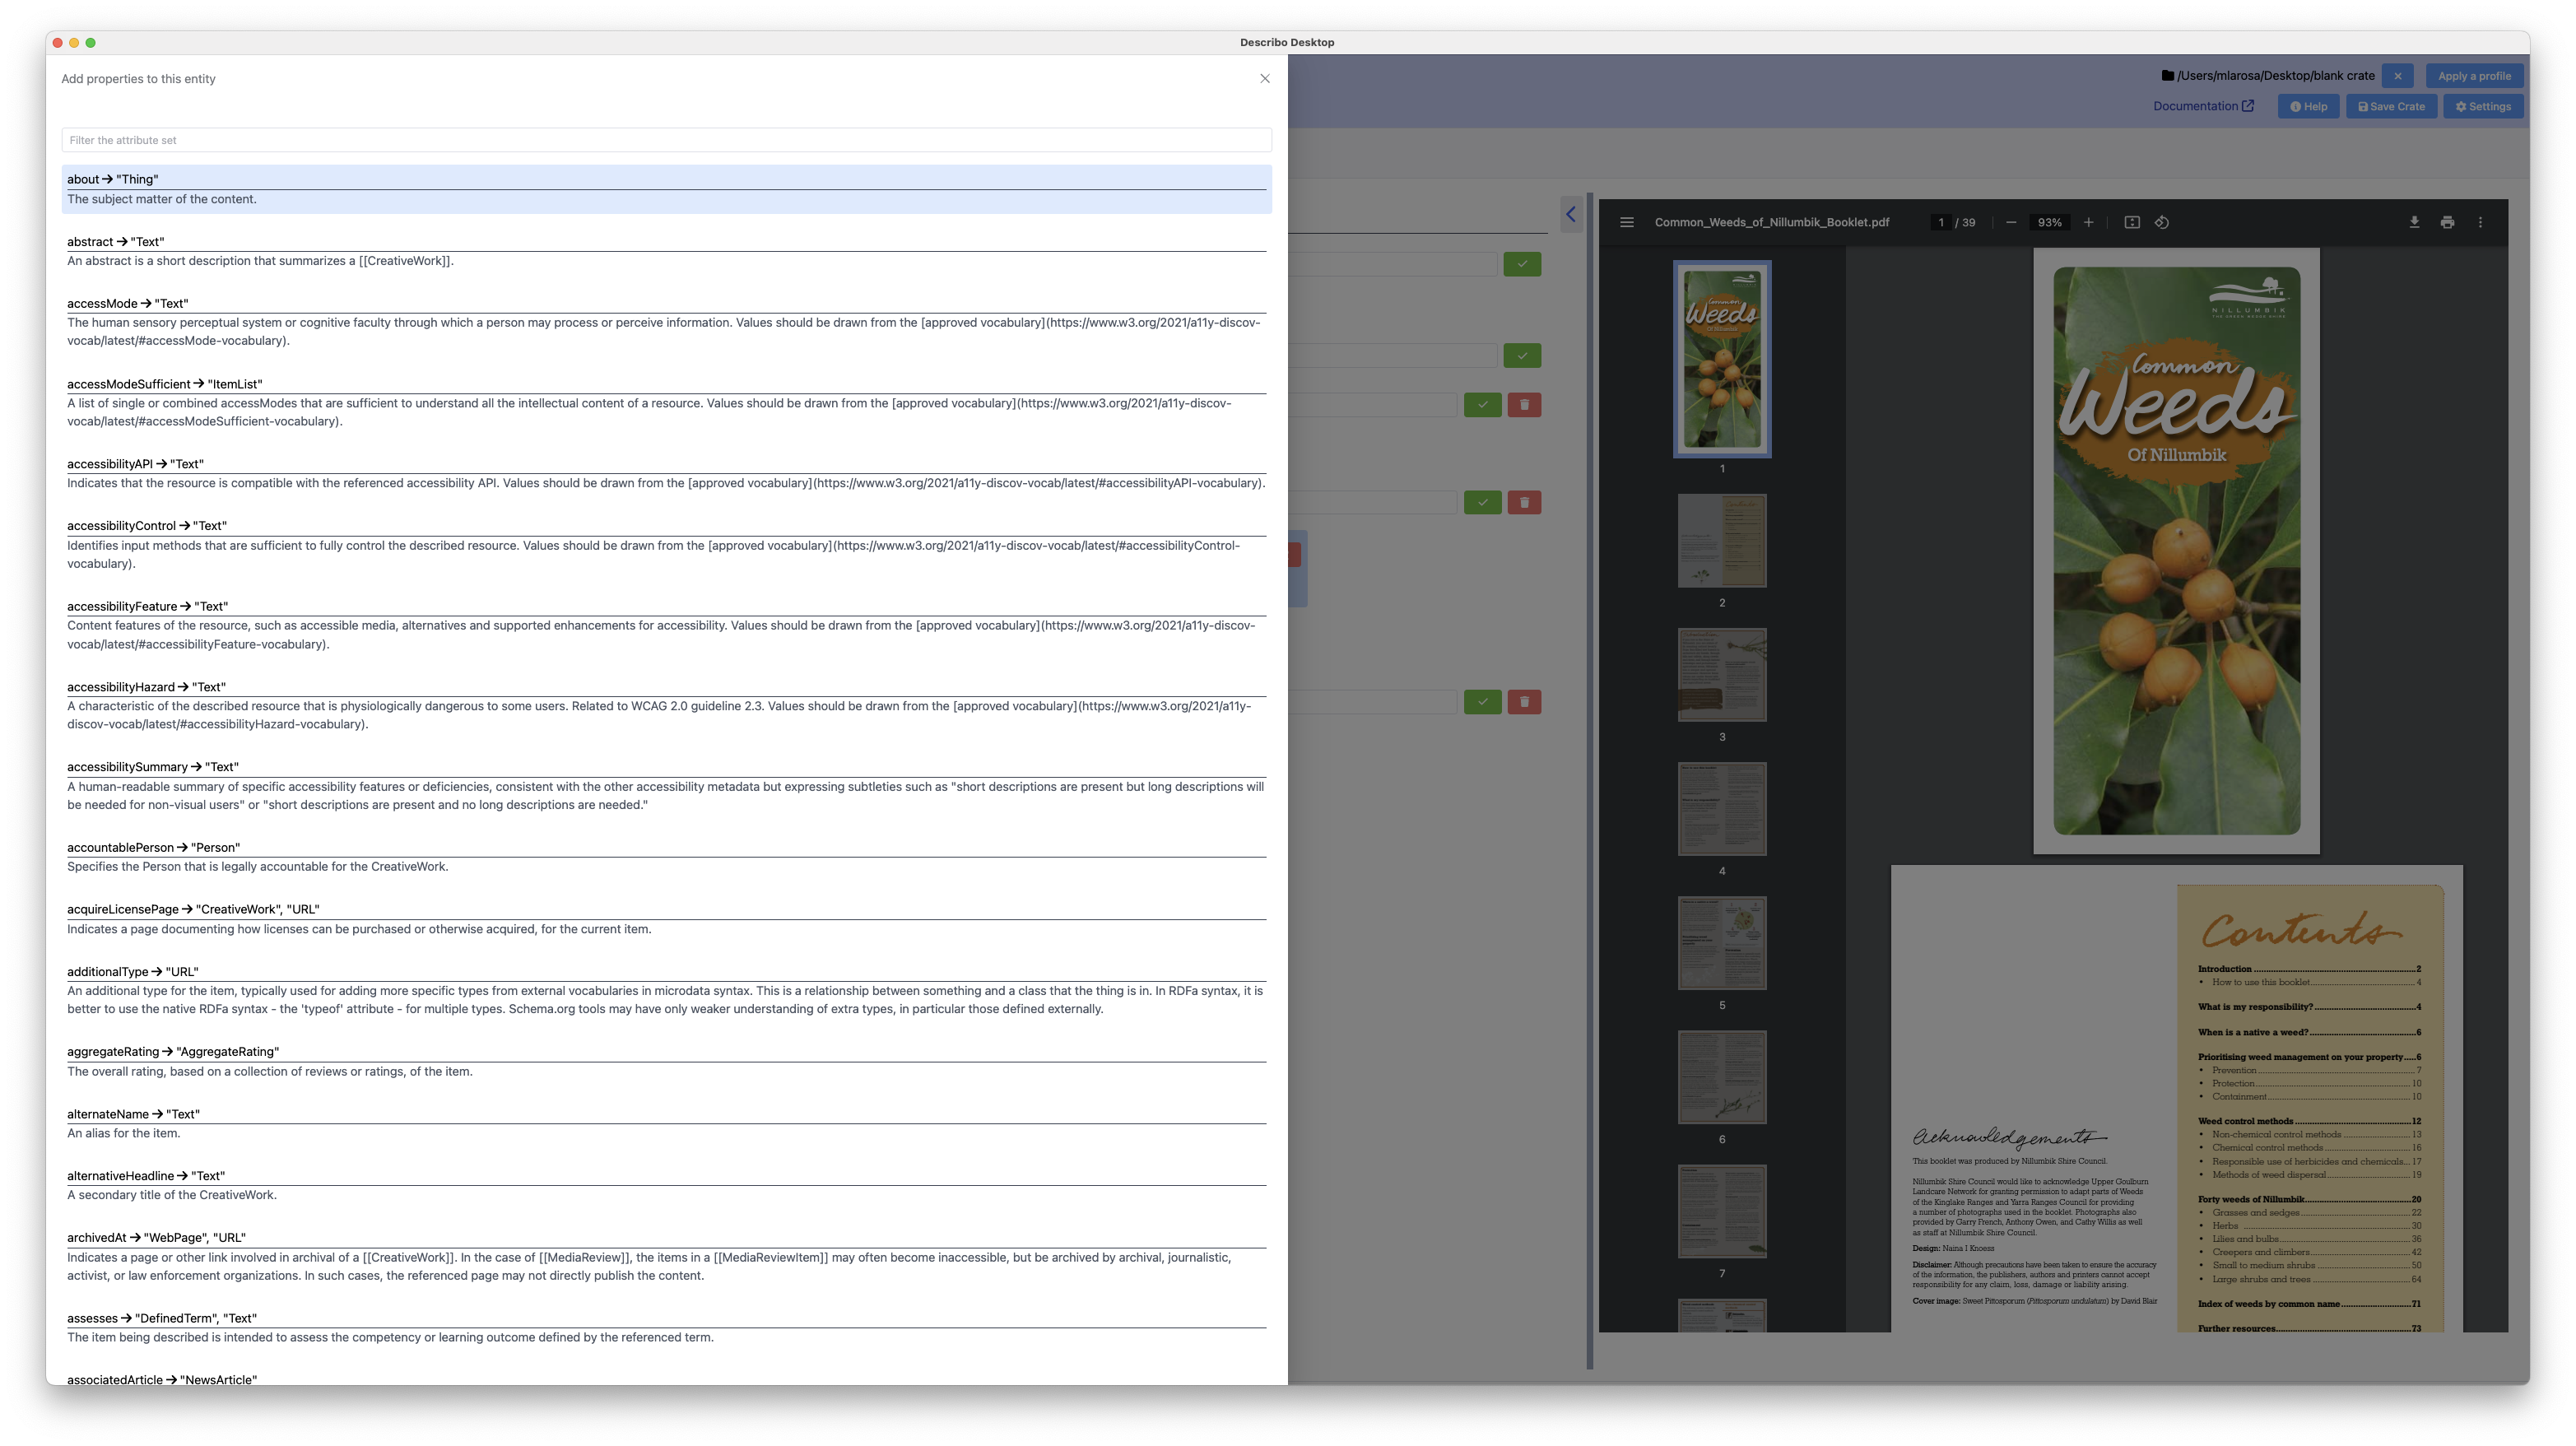 Describo Desktop
Add properties to this entity
Filter the attribute set
about → "Thing"
The subject matter of the content.
abstract → "Text"
An abstract is a short description that summarizes a [[CreativeWork]].
accessMode → "Text"
The human sensory perceptual system or cognitive faculty through which a person may process or perceive information. Values should be drawn from the [approved vocabulary](https://www.w3.org/2021/a11y-discov-
vocab/latest/#accessMode-vocabulary).
accessModeSufficient → "ItemList"
A list of single or combined accessModes that are sufficient to understand all the intellectual content of a resource. Values should be drawn from the [approved vocabulary](https://www.w3.org/2021/a11y-discov-
vocab/latest/#accessModeSufficient-vocabulary).
accessibilityAPI → "Text"
Indicates that the resource is compatible with the referenced accessibility API. Values should be drawn from the [approved vocabulary](https://www.w3.org/2021/a11y-discov-vocab/latest/#accessibilityAPI-vocabulary).
accessibilityControl → "Text"
Identifies input methods that are sufficient to fully control the described resource. Values should be drawn from the [approved vocabulary](https://www.w3.org/2021/a11y-discov-vocab/latest/#accessibilityControl-
vocabulary).
accessibilityFeature → "Text"
Content features of the resource, such as accessible media, alternatives and supported enhancements for accessibility. Values should be drawn from the [approved vocabulary](https://www.w3.org/2021/a11y-discov-
vocab/latest/#accessibilityFeature-vocabulary).
accessibilityHazard → "Text"
A characteristic of the described resource that is physiologically dangerous to some users. Related to WCAG 2.0 guideline 2.3. Values should be drawn from the [approved vocabulary](https://www.w3.org/2021/a11y-
discov-vocab/latest/#accessibilityHazard-vocabulary).
accessibilitySummary → "Text"
A human-readable summary of specific accessibility features or deficiencies, consistent with the other accessibility metadata but expressing subtleties such as "short descriptions are present but long descriptions will
be needed for non-visual users" or "short descriptions are present and no long descriptions are needed."
accountablePerson → "Person"
Specifies the Person that is legally accountable for the CreativeWork.
acquireLicensePage → "CreativeWork", "URL"
Indicates a page documenting how licenses can be purchased or otherwise acquired, for the current item.
additionalType → "URL"
An additional type for the item, typically used for adding more specific types from external vocabularies in microdata syntax. This is a relationship between something and a class that the thing is in. In RDFa syntax, it is
better to use the native RDFa syntax - the 'typeof' attribute - for multiple types. Schema.org tools may have only weaker understanding of extra types, in particular those defined externally.
aggregateRating → "AggregateRating"
The overall rating, based on a collection of reviews or ratings, of the item.
alternateName → "Text"
An alias for the item.
alternativeHeadline → "Text"
A secondary title of the CreativeWork.
archivedAt → "WebPage", "URL"
Indicates a page or other link involved in archival of a [[CreativeWork]]. In the case of [[MediaReview]], the items in a [[MediaReviewItem]] may often become inaccessible, but be archived by archival, journalistic,
activist, or law enforcement organizations. In such cases, the referenced page may not directly publish the content.
assesses → "DefinedTerm", "Text"
The item being described is intended to assess the competency or learning outcome defined by the referenced term.
associatedArticle → "NewsArticle"
/Users/mlarosa/Desktop/blank crate
Apply a profile
Documentation
Help
Save Crate
Settings
Common_Weeds_of_Nillumbik_Booklet.pdf
1 / 39
93%
Common
Weeds
Of Nillumbik
1
2
3
4
5
6
7
NILLUMBIK
Common
Weeds
Of Nillumbik
Acknowledgements
This booklet was produced by Nillumbik Shire Council.
Nillumbik Shire Council would like to acknowledge Upper Goulburn
Landcare Network for granting permission to adapt parts of Weeds
of the Kinglake Ranges and Yarra Ranges Council for providing
a number of photographs used in the booklet. Photographs also
provided by Garry French, Anthony Owen, and Cathy Willis as well
as staff at Nillumbik Shire Council.
Design: Naina I Knoess
Disclaimer: Although precautions have been taken to ensure the accuracy
of the information, the publishers, authors and printers cannot accept
responsibility for any claim, loss, damage or liability arising.
Cover image: Sweet Pittosporum (Pittosporum undulatum) by David Blair
Contents
Introduction 2
• How to use this booklet 4
What is my responsibility? 4
When is a native a weed? 6
Prioritising weed management on your property 6
• Prevention 7
• Protection 10
• Containment 10
Weed control methods 12
• Non-chemical control methods 13
• Chemical control methods 16
• Responsible use of herbicides and chemicals 17
• Methods of weed dispersal 19
Forty weeds of Nillumbik 20
• Grasses and sedges 22
• Herbs 30
• Lilies and bulbs 36
• Creepers and climbers 42
• Small to medium shrubs 50
• Large shrubs and trees 64
Index of weeds by common name 71
Further resources 73